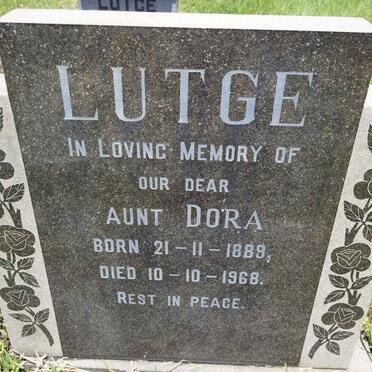 LUTGE
LUTGE
IN LOVING MEMORY OF
OUR DEAR
AUNT DORA
BORN 21-11-1889,
DIED 10-10-1968.
REST IN PEACE.